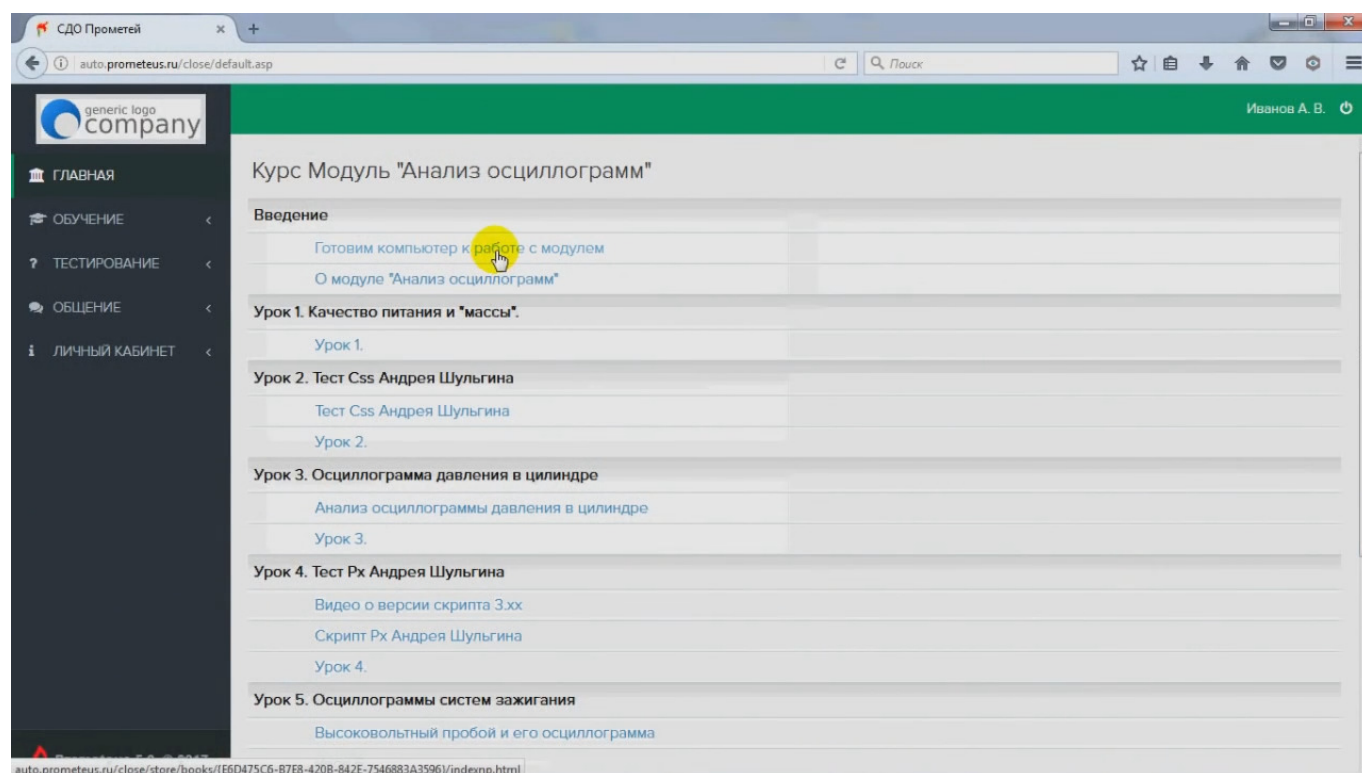 СДО Прометей
auto.prometeus.ru/close/default.asp
Поиск
generic logo
company
Иванов А. В.
ГЛАВНАЯ
ОБУЧЕНИЕ
ТЕСТИРОВАНИЕ
ОБЩЕНИЕ
ЛИЧНЫЙ КАБИНЕТ
Курс Модуль "Анализ осциллограмм"
Введение
Готовим компьютер к работе с модулем
О модуле "Анализ осциллограмм"
Урок 1. Качество питания и "массы".
Урок 1.
Урок 2. Тест Css Андрея Шульгина
Тест Css Андрея Шульгина
Урок 2.
Урок 3. Осциллограмма давления в цилиндре
Анализ осциллограммы давления в цилиндре
Урок 3.
Урок 4. Тест Px Андрея Шульгина
Видео о версии скрипта 3.xx
Скрипт Px Андрея Шульгина
Урок 4.
Урок 5. Осциллограммы систем зажигания
Высоковольтный пробой и его осциллограмма
auto.prometeus.ru/close/store/books/{E6D475C6-B7E8-420B-842E-7546883A3596}/indexnp.html